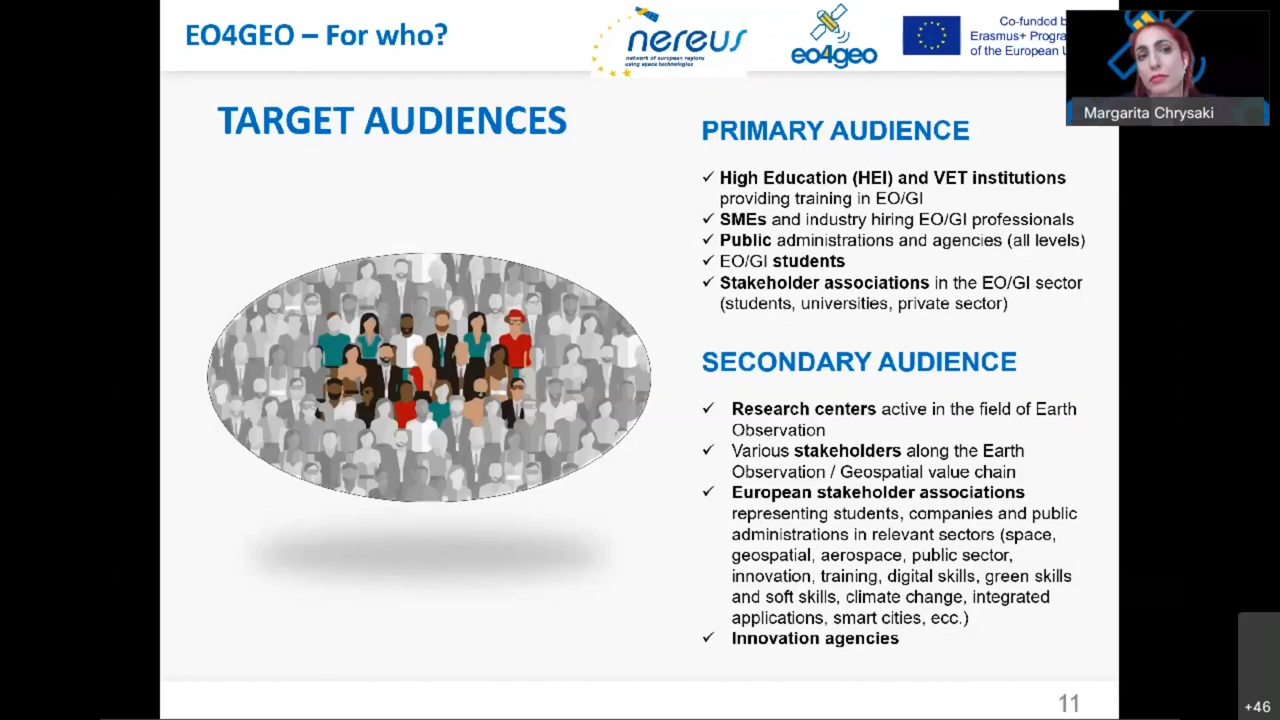 EO4GEO – For who?
nereus
network of european regions
using space technologies
eo4geo
Co-funded b
Erasmus+ Progra
of the European U
Margarita Chrysaki
TARGET AUDIENCES
PRIMARY AUDIENCE
✓ High Education (HEI) and VET institutions
providing training in EO/GI
✓ SMEs and industry hiring EO/GI professionals
✓ Public administrations and agencies (all levels)
✓ EO/GI students
✓ Stakeholder associations in the EO/GI sector
(students, universities, private sector)
SECONDARY AUDIENCE
✓ Research centers active in the field of Earth
Observation
✓ Various stakeholders along the Earth
Observation / Geospatial value chain
✓ European stakeholder associations
representing students, companies and public
administrations in relevant sectors (space,
geospatial, aerospace, public sector,
innovation, training, digital skills, green skills
and soft skills, climate change, integrated
applications, smart cities, ecc.)
✓ Innovation agencies
11
+46